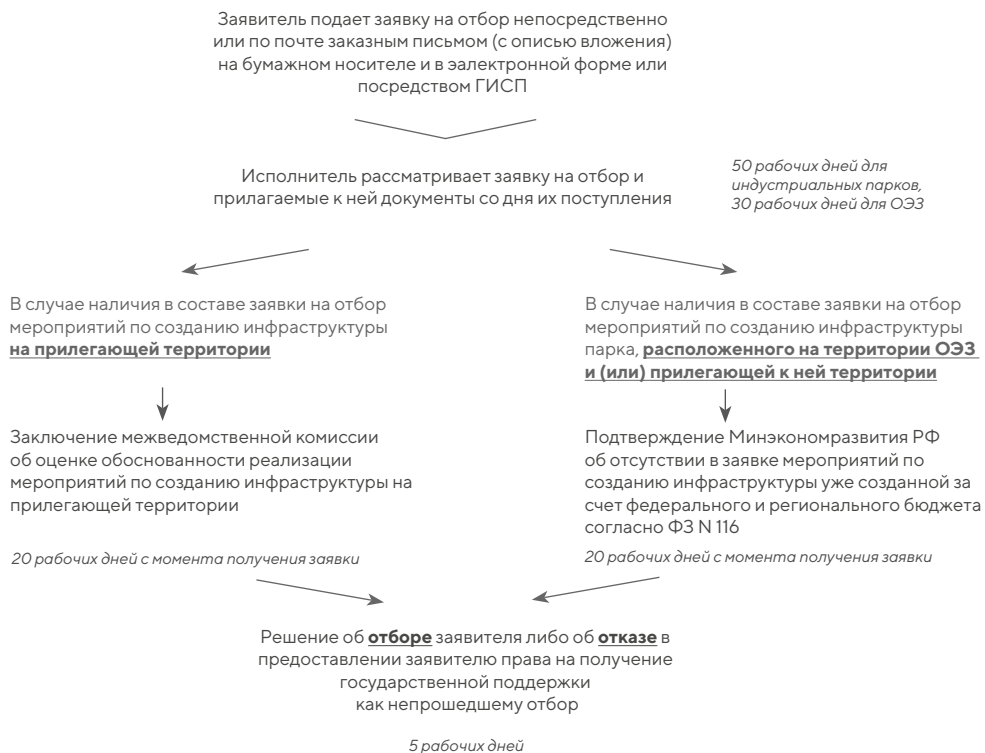 Заявитель подает заявку на отбор непосредственно
или по почте заказным письмом (с описью вложения)
на бумажном носителе и в эалектронной форме или
посредством ГИСП
Исполнитель рассматривает заявку на отбор и
прилагаемые к ней документы со дня их поступления
50 рабочих дней для
индустриальных парков,
30 рабочих дней для ОЭЗ
В случае наличия в составе заявки на отбор
мероприятий по созданию инфраструктуры
на прилегающей территории
В случае наличия в составе заявки на отбор
мероприятий по созданию инфраструктуры
парка, расположенного на территории ОЭЗ
и (или) прилегающей к ней территории
Заключение межведомственной комиссии
об оценке обоснованности реализации
мероприятий по созданию инфраструктуры на
прилегающей территории
20 рабочих дней с момента получения заявки
Подтверждение Минэкономразвития РФ
об отсутствии в заявке мероприятий по
созданию инфраструктуры уже созданной за
счет федерального и регионального бюджета
согласно ФЗ N 116
20 рабочих дней с момента получения заявки
Решение об отборе заявителя либо об отказе в
предоставлении заявителю права на получение
государственной поддержки
как непрошедшему отбор
5 рабочих дней